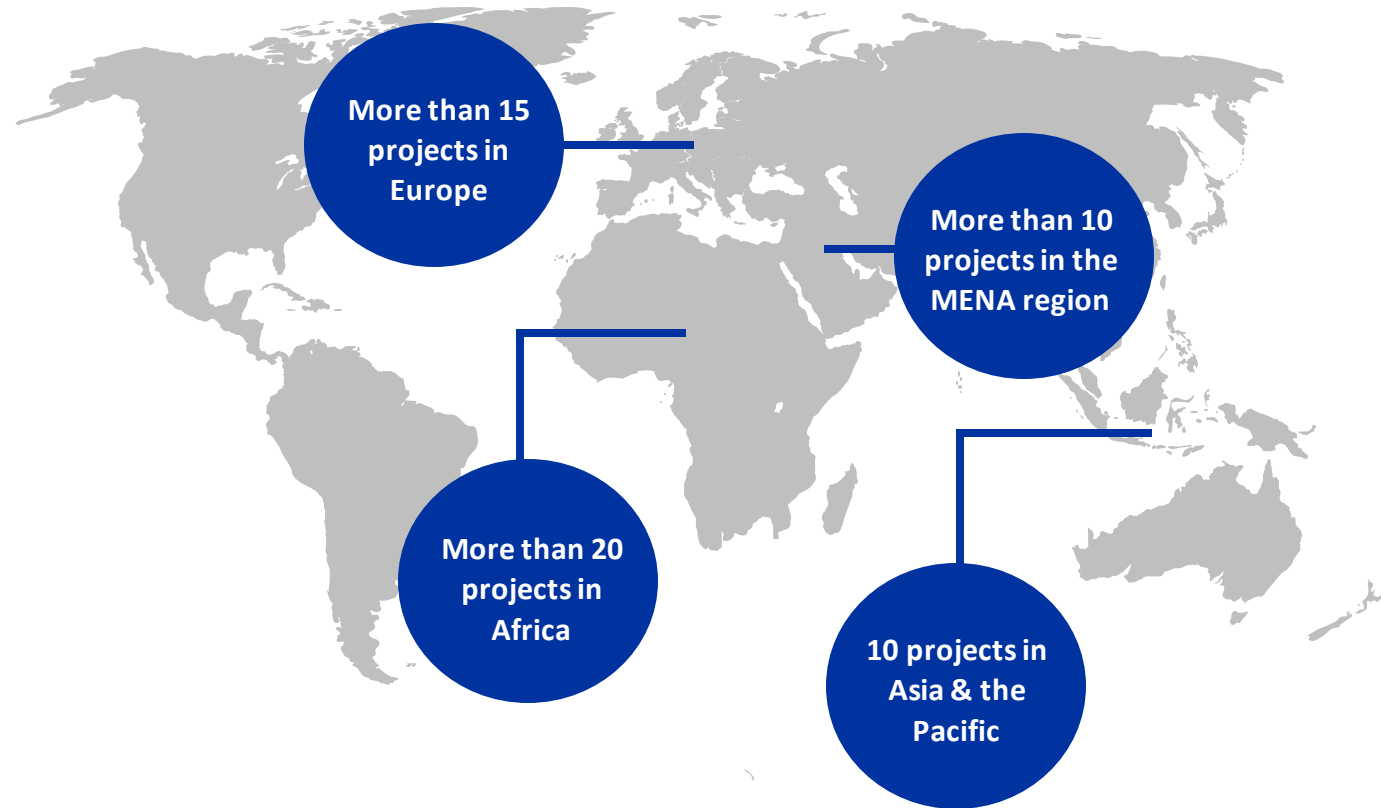 More than 15
projects in
Europe
More than 10
projects in the
MENA region
More than 20
projects in
Africa
10 projects in
Asia & the
Pacific